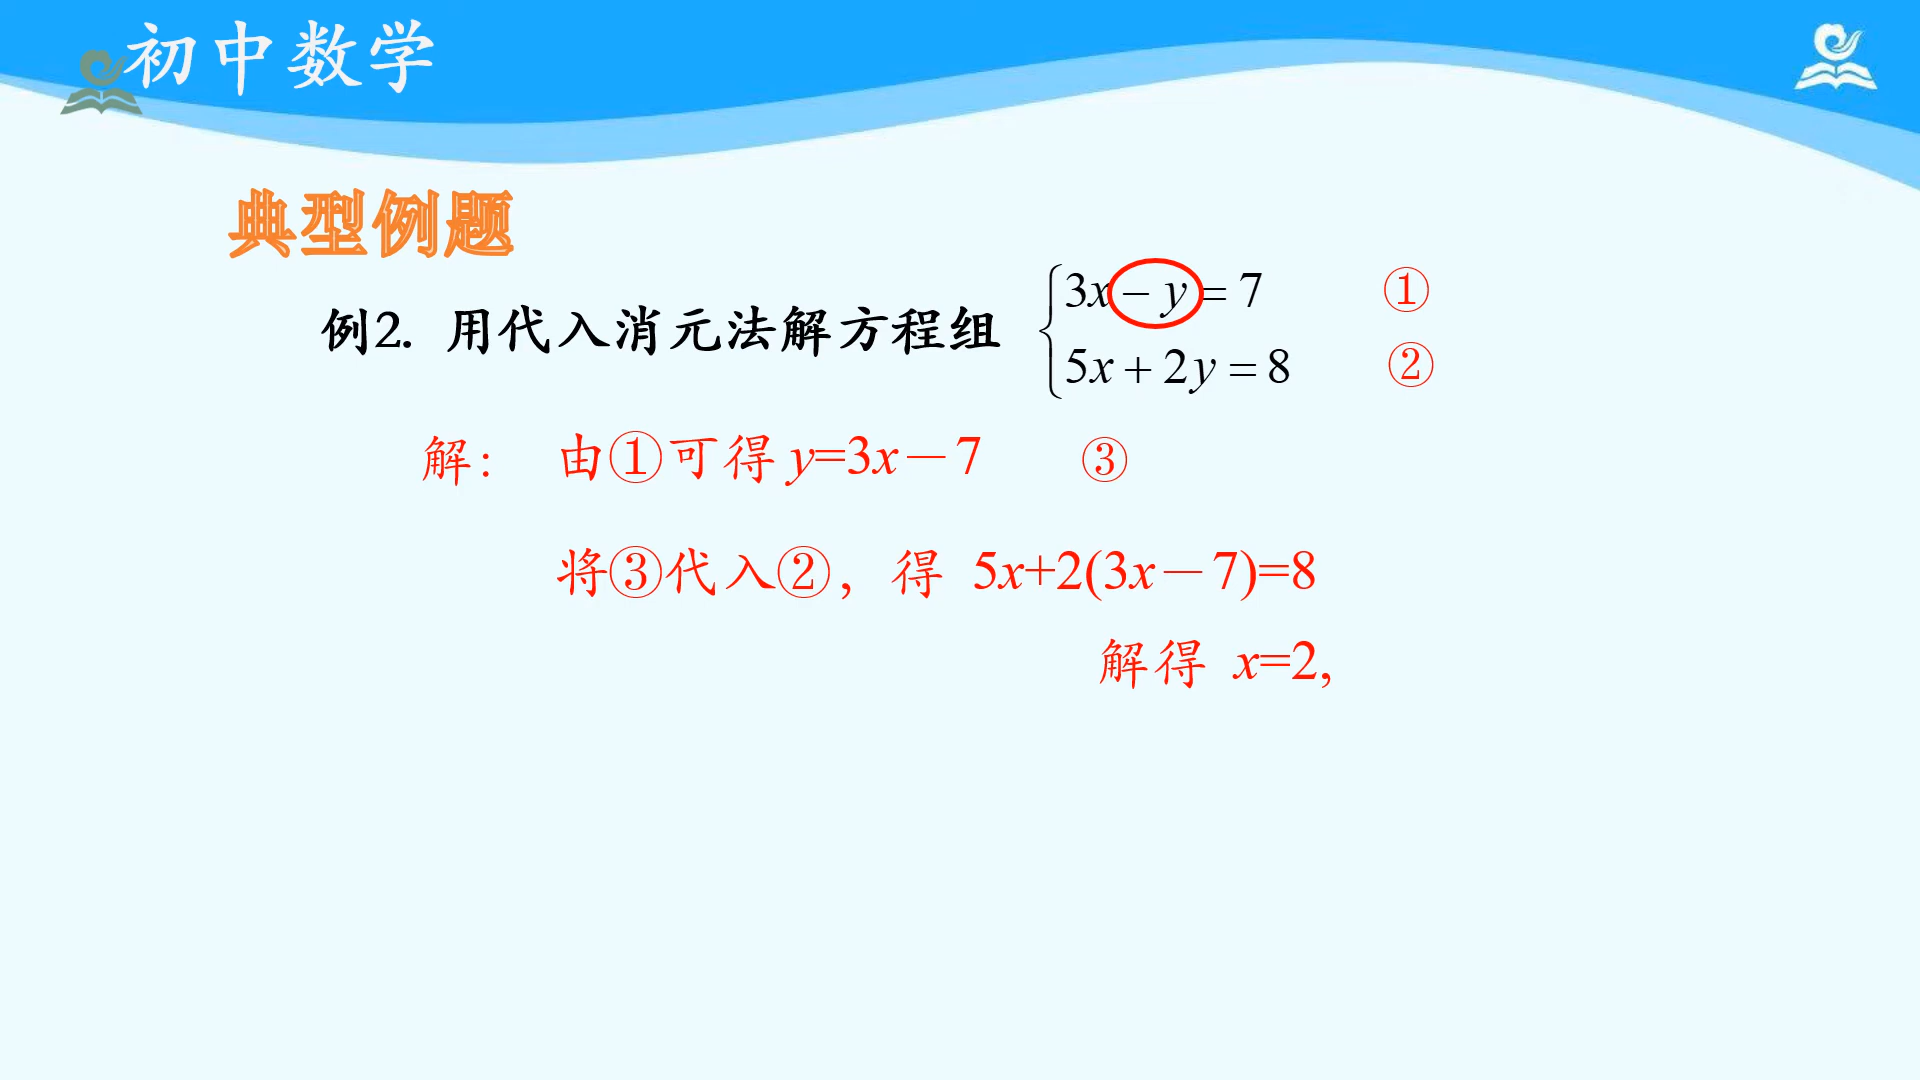 初中数学
典型例题
例2. 用代入消元法解方程组
3x − y = 7 ①
5x + 2y = 8 ②
解： 由①可得 y=3x－7 ③
将③代入②，得 5x+2(3x－7)=8
解得 x=2,